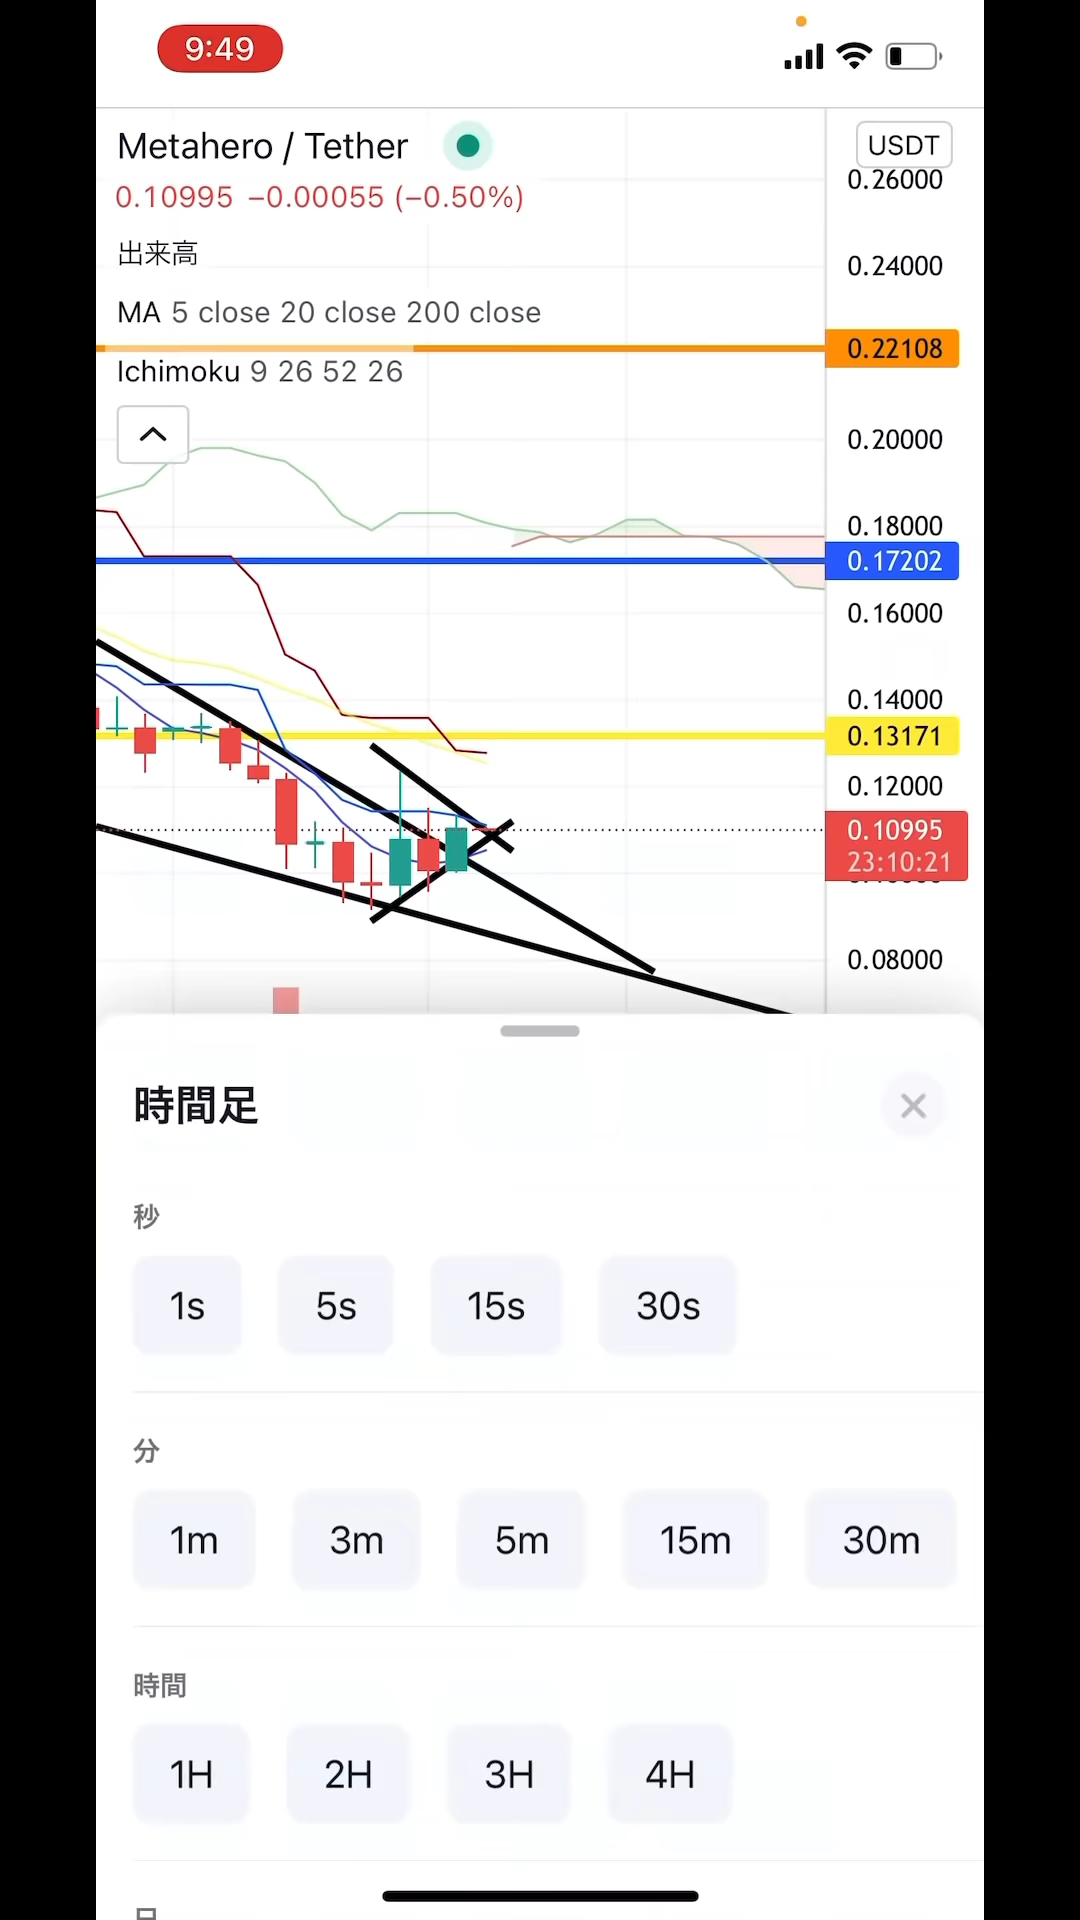 9:49
Metahero / Tether
USDT
0.10995 −0.00055 (−0.50%)
0.26000
出来高
0.24000
MA 5 close 20 close 200 close
0.22108
Ichimoku 9 26 52 26
0.20000
0.18000
0.17202
0.16000
0.14000
0.13171
0.12000
0.10995
23:10:21
0.08000
時間足
秒
1s 5s 15s 30s
分
1m 3m 5m 15m 30m
時間
1H 2H 3H 4H